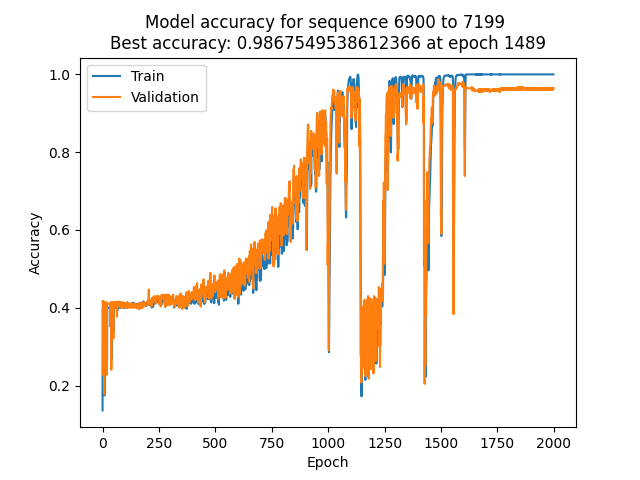 Model accuracy for sequence 6900 to 7199
Best accuracy: 0.9867549538612366 at epoch 1489
Train
Validation
1.0
0.8
0.6
0.4
0.2
Accuracy
0 250 500 750 1000 1250 1500 1750 2000
Epoch